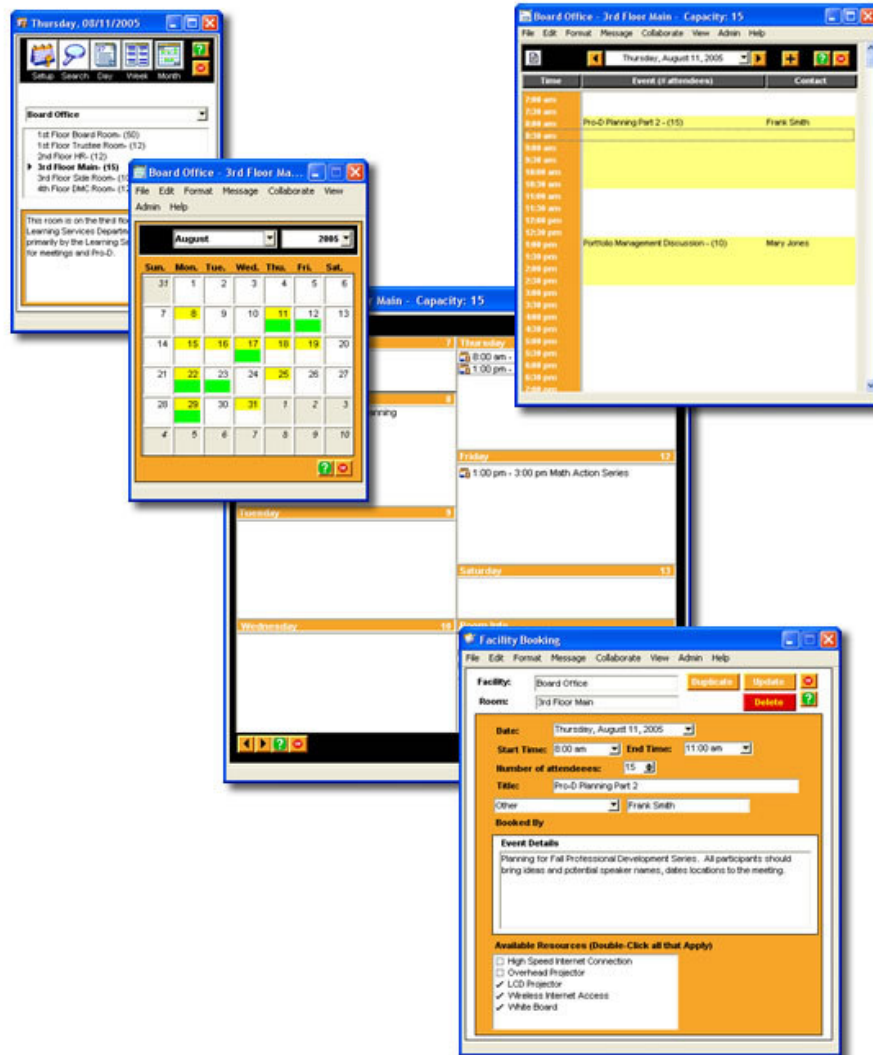 Thursday, 08/11/2005
Setup Search Day Week Month
Board Office
1st Floor Board Room- (50)
1st Floor Trustee Room- (12)
2nd Floor HR- (12)
3rd Floor Main- (15)
3rd Floor Side Room-
4th Floor DMC Room-
This room is on the third
Learning Services
primarily by the Learning
for meetings and Pro-D.
Board Office - 3rd Floor Ma...
File Edit Format Message Collaborate View
Admin Help
August 2005
Sun. Mon. Tue. Wed. Thu. Fri. Sat.
31 1 2 3 4 5 6
7 8 9 10 11 12 13
14 15 16 17 18 19 20
21 22 23 24 25 26 27
28 29 30 31 1 2 3
4 5 6 7 8 9 10
Board Office - 3rd Floor Main - Capacity: 15
File Edit Format Message Collaborate View Admin Help
Thursday, August 11, 2005
Time Event (# attendees) Contact
7:00 am
7:30 am
8:00 am Pro-D Planning Part 2 - (15) Frank Smith
8:30 am
9:00 am
9:30 am
10:00 am
10:30 am
11:00 am
11:30 am
12:00 pm
12:30 pm
1:00 pm Portfolio Management Discussion - (10) Mary Jones
1:30 pm
2:00 pm
2:30 pm
3:00 pm
3:30 pm
4:00 pm
4:30 pm
5:00 pm
5:30 pm
6:00 pm
6:30 pm
7:00 pm
Main - Capacity: 15
7 Thursday
8:00 am -
1:00 pm -
8
Friday 12
1:00 pm - 3:00 pm Math Action Series
Tuesday 9
Saturday 13
Wednesday 10 Room Info
Facility Booking
File Edit Format Message Collaborate View Admin Help
Facility: Board Office Duplicate Update
Room: 3rd Floor Main Delete
Date: Thursday, August 11, 2005
Start Time: 8:00 am End Time: 11:00 am
Number of attendees: 15
Title: Pro-D Planning Part 2
Other Frank Smith
Booked By
Event Details
Planning for Fall Professional Development Series. All participants should
bring ideas and potential speaker names, dates locations to the meeting.
Available Resources (Double-Click all that Apply)
High Speed Internet Connection
Overhead Projector
LCD Projector
Wireless Internet Access
White Board